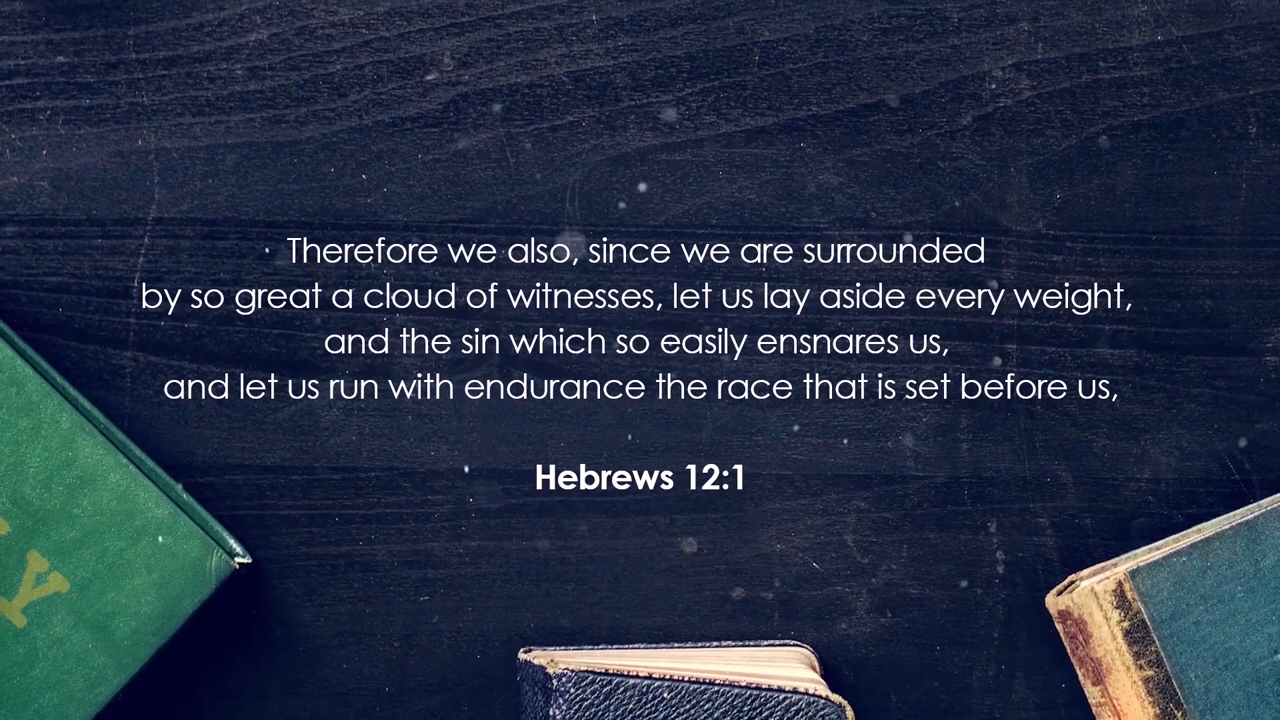 Therefore we also, since we are surrounded
by so great a cloud of witnesses, let us lay aside every weight,
and the sin which so easily ensnares us,
and let us run with endurance the race that is set before us,
Hebrews 12:1
Y